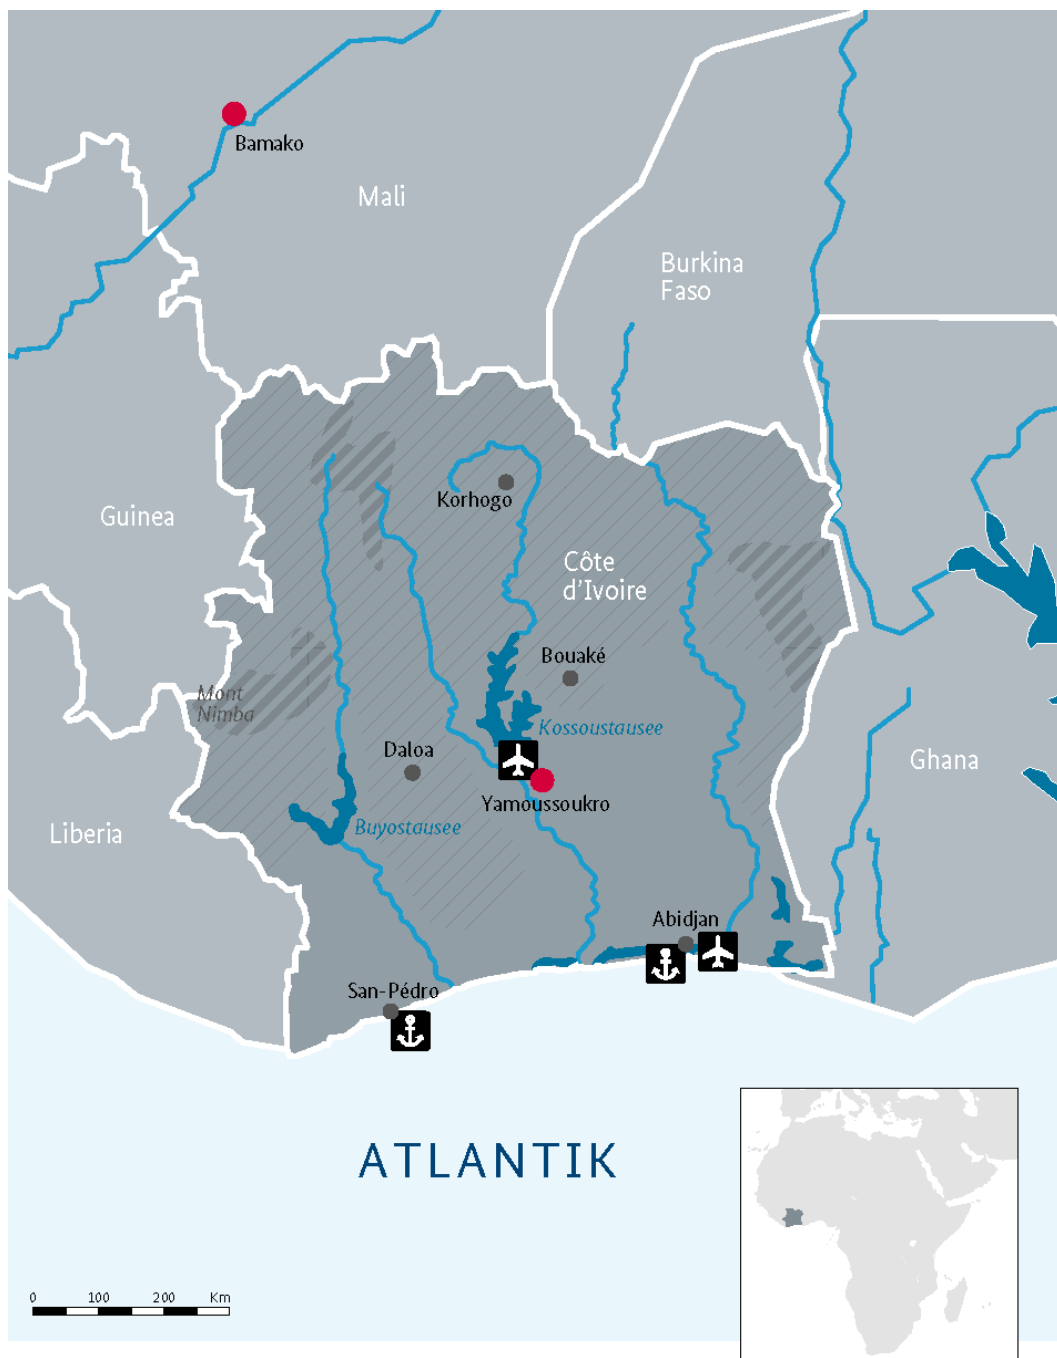 Bamako
Mali
Burkina
Faso
Korhogo
Guinea
Côte
d'Ivoire
Bouaké
Mont
Nimba
Kossoustausee
Daloa
Ghana
Yamoussoukro
Liberia
Buyostausee
Abidjan
San-Pédro
ATLANTIK
0 100 200 Km